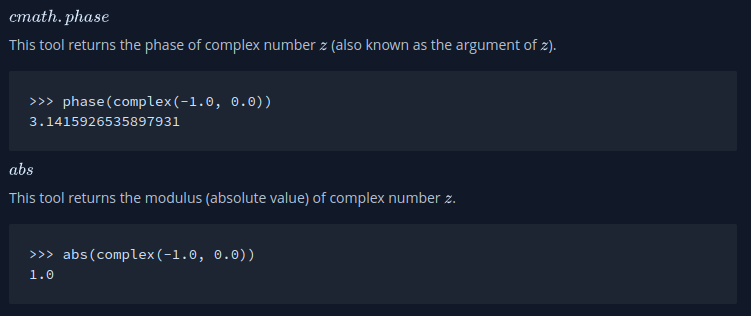 cmath.phase
This tool returns the phase of complex number z (also known as the argument of z).
>>> phase(complex(-1.0, 0.0))
3.1415926535897931
abs
This tool returns the modulus (absolute value) of complex number z.
>>> abs(complex(-1.0, 0.0))
1.0